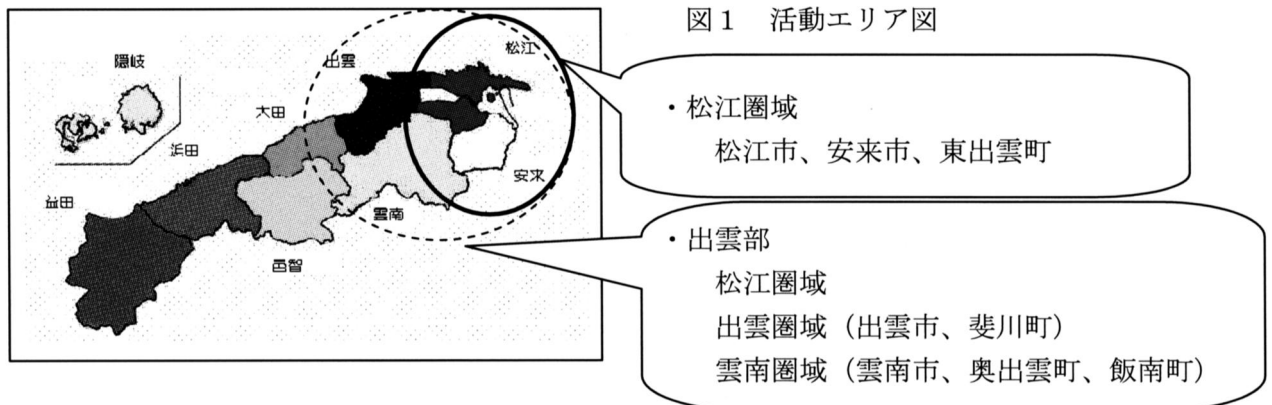 図1 活動エリア図
隠岐
出雲
松江
大田
浜田
益田
安来
雲南
邑智
・松江圏域
松江市、安来市、東出雲町
・出雲部
松江圏域
出雲圏域（出雲市、斐川町）
雲南圏域（雲南市、奥出雲町、飯南町）